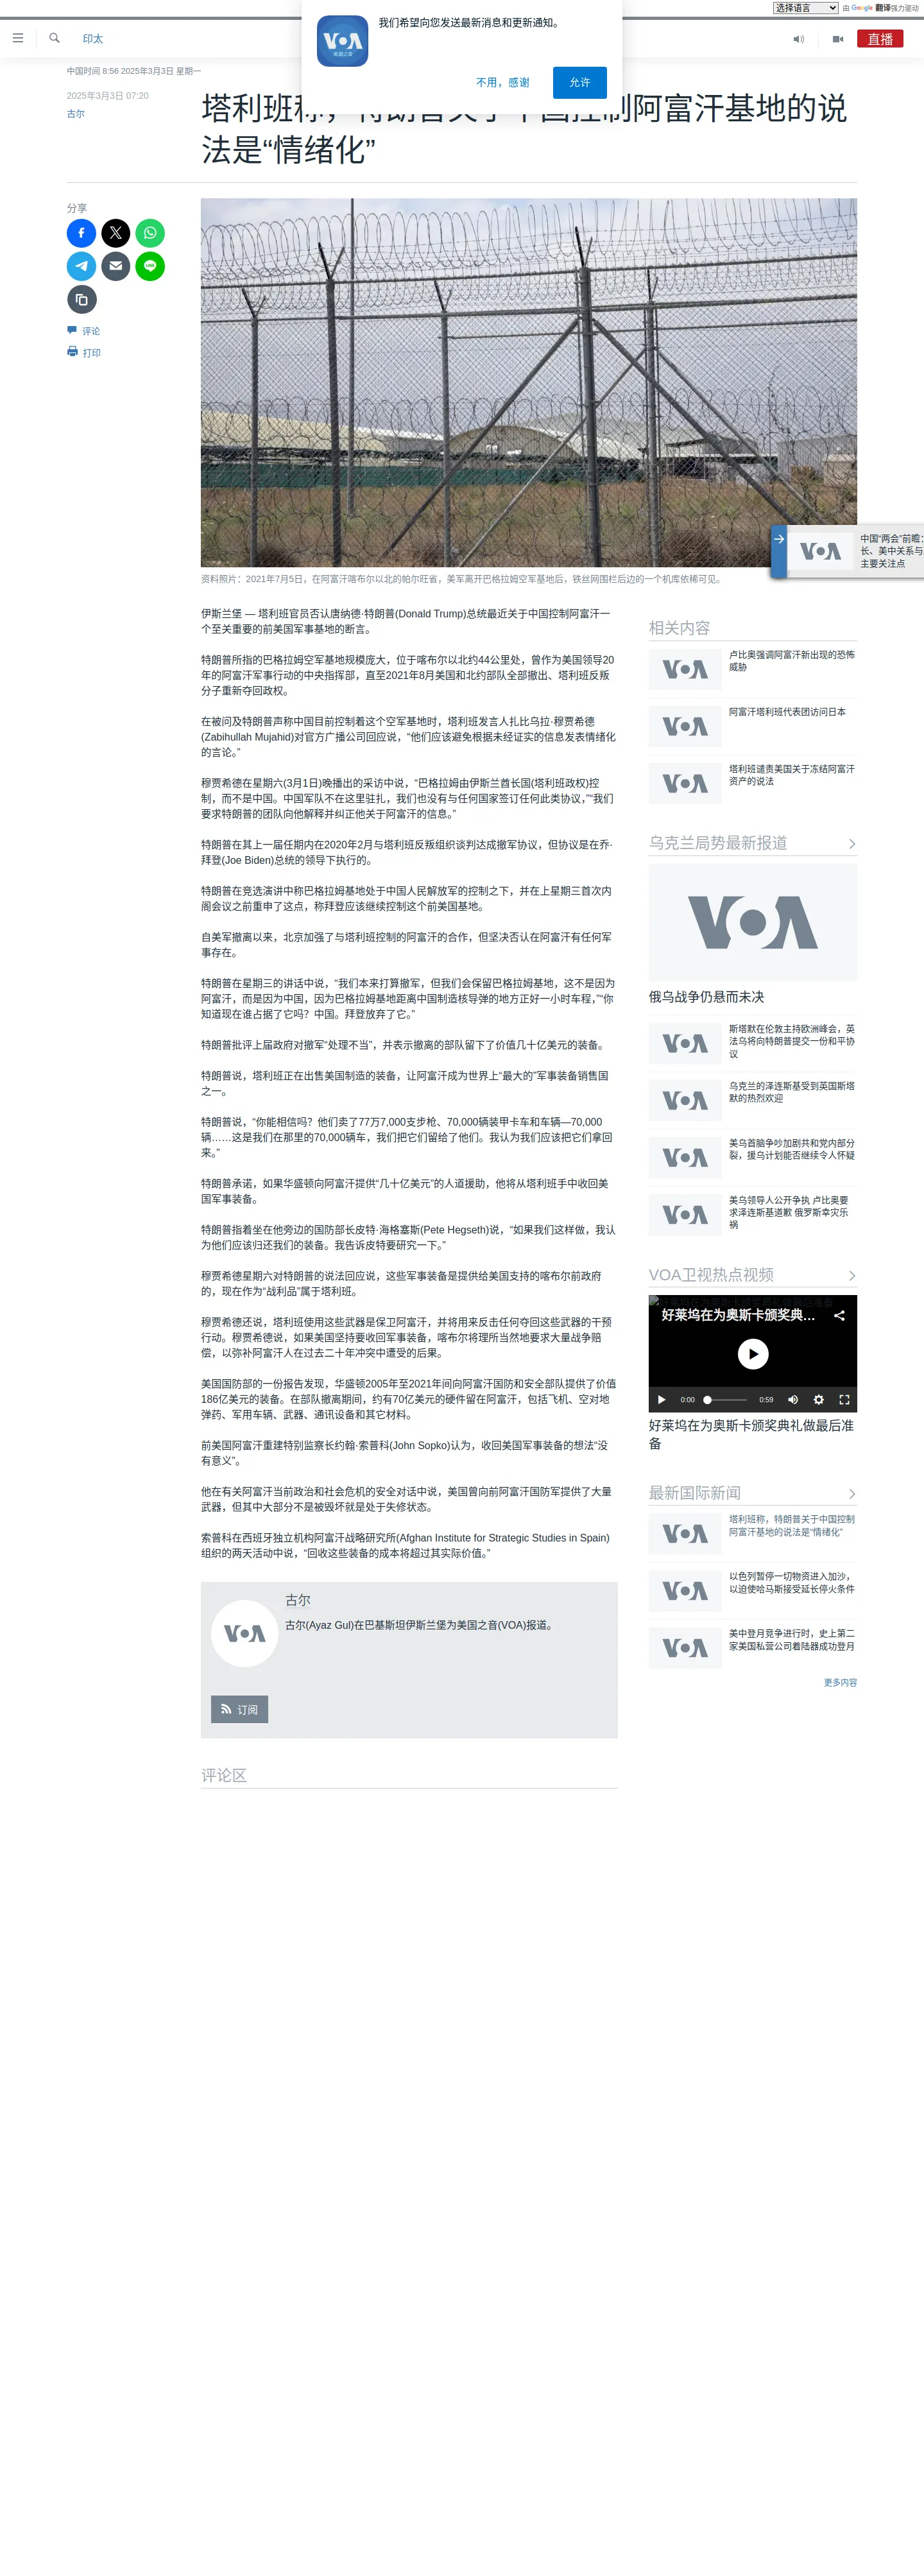 选择语言
由 Google 翻译强力驱动
我们希望向您发送最新消息和更新通知。
VOA
美国之音
不用，感谢
允许
印太
直播
中国时间 8:56 2025年3月3日 星期一
2025年3月3日 07:20
古尔
制阿富汗基地的说
法是“情绪化”
分享
评论
打印
中国“两会”前瞻：
长、美中关系与
主要关注点
资料照片：2021年7月5日，在阿富汗喀布尔以北的帕尔旺省，美军离开巴格拉姆空军基地后，铁丝网围栏后边的一个机库依稀可见。
伊斯兰堡 — 塔利班官员否认唐纳德·特朗普(Donald Trump)总统最近关于中国控制阿富汗一
个至关重要的前美国军事基地的断言。
特朗普所指的巴格拉姆空军基地规模庞大，位于喀布尔以北约44公里处，曾作为美国领导20
年的阿富汗军事行动的中央指挥部，直至2021年8月美国和北约部队全部撤出、塔利班反叛
分子重新夺回政权。
在被问及特朗普声称中国目前控制着这个空军基地时，塔利班发言人扎比乌拉·穆贾希德
(Zabihullah Mujahid)对官方广播公司回应说，“他们应该避免根据未经证实的信息发表情绪化
的言论。”
穆贾希德在星期六(3月1日)晚播出的采访中说，“巴格拉姆由伊斯兰酋长国(塔利班政权)控
制，而不是中国。中国军队不在这里驻扎，我们也没有与任何国家签订任何此类协议，”“我们
要求特朗普的团队向他解释并纠正他关于阿富汗的信息。”
特朗普在其上一届任期内在2020年2月与塔利班反叛组织谈判达成撤军协议，但协议是在乔·
拜登(Joe Biden)总统的领导下执行的。
特朗普在竞选演讲中称巴格拉姆基地处于中国人民解放军的控制之下，并在上星期三首次内
阁会议之前重申了这点，称拜登应该继续控制这个前美国基地。
自美军撤离以来，北京加强了与塔利班控制的阿富汗的合作，但坚决否认在阿富汗有任何军
事存在。
特朗普在星期三的讲话中说，“我们本来打算撤军，但我们会保留巴格拉姆基地，这不是因为
阿富汗，而是因为中国，因为巴格拉姆基地距离中国制造核导弹的地方正好一小时车程，”“你
知道现在谁占据了它吗？中国。拜登放弃了它。”
特朗普批评上届政府对撤军“处理不当”，并表示撤离的部队留下了价值几十亿美元的装备。
特朗普说，塔利班正在出售美国制造的装备，让阿富汗成为世界上“最大的”军事装备销售国
之一。
特朗普说，“你能相信吗？他们卖了77万7,000支步枪、70,000辆装甲卡车和车辆—70,000
辆……这是我们在那里的70,000辆车，我们把它们留给了他们。我认为我们应该把它们拿回
来。”
特朗普承诺，如果华盛顿向阿富汗提供“几十亿美元”的人道援助，他将从塔利班手中收回美
国军事装备。
特朗普指着坐在他旁边的国防部长皮特·海格塞斯(Pete Hegseth)说，“如果我们这样做，我认
为他们应该归还我们的装备。我告诉皮特要研究一下。”
穆贾希德星期六对特朗普的说法回应说，这些军事装备是提供给美国支持的喀布尔前政府
的，现在作为“战利品”属于塔利班。
穆贾希德还说，塔利班使用这些武器是保卫阿富汗，并将用来反击任何夺回这些武器的干预
行动。穆贾希德说，如果美国坚持要收回军事装备，喀布尔将理所当然地要求大量战争赔
偿，以弥补阿富汗人在过去二十年冲突中遭受的后果。
美国国防部的一份报告发现，华盛顿2005年至2021年间向阿富汗国防和安全部队提供了价值
186亿美元的装备。在部队撤离期间，约有70亿美元的硬件留在阿富汗，包括飞机、空对地
弹药、军用车辆、武器、通讯设备和其它材料。
前美国阿富汗重建特别监察长约翰·索普科(John Sopko)认为，收回美国军事装备的想法“没
有意义”。
他在有关阿富汗当前政治和社会危机的安全对话中说，美国曾向前阿富汗国防军提供了大量
武器，但其中大部分不是被毁坏就是处于失修状态。
索普科在西班牙独立机构阿富汗战略研究所(Afghan Institute for Strategic Studies in Spain)
组织的两天活动中说，“回收这些装备的成本将超过其实际价值。”
VOA
古尔
古尔(Ayaz Gul)在巴基斯坦伊斯兰堡为美国之音(VOA)报道。
订阅
评论区
相关内容
卢比奥强调阿富汗新出现的恐怖
威胁
阿富汗塔利班代表团访问日本
塔利班谴责美国关于冻结阿富汗
资产的说法
乌克兰局势最新报道
VOA
俄乌战争仍悬而未决
斯塔默在伦敦主持欧洲峰会，英
法乌将向特朗普提交一份和平协
议
乌克兰的泽连斯基受到英国斯塔
默的热烈欢迎
美乌首脑争吵加剧共和党内部分
裂，援乌计划能否继续令人怀疑
美乌领导人公开争执 卢比奥要
求泽连斯基道歉 俄罗斯幸灾乐
祸
VOA卫视热点视频
好莱坞在为奥斯卡颁奖典...
0:00
0:59
好莱坞在为奥斯卡颁奖典礼做最后准
备
最新国际新闻
塔利班称，特朗普关于中国控制
阿富汗基地的说法是“情绪化”
以色列暂停一切物资进入加沙，
以迫使哈马斯接受延长停火条件
美中登月竞争进行时，史上第二
家美国私营公司着陆器成功登月
更多内容